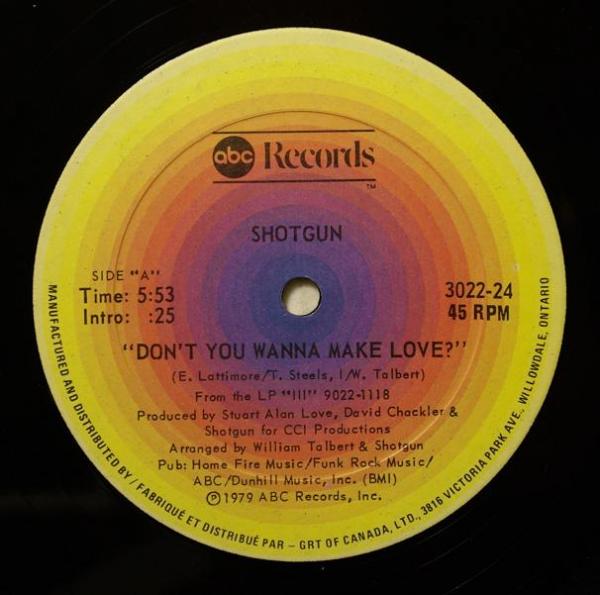 abc Records
™
SHOTGUN
SIDE "A"
Time: 5:53
Intro: :25
3022-24
45 RPM
"DON'T YOU WANNA MAKE LOVE?"
(E. Lattimore/T. Steels, I/W. Talbert)
From the LP "III" 9022-1118
Produced by Stuart Alan Love, David Chackler &
Shotgun for CCI Productions
Arranged by William Talbert & Shotgun
Pub: Home Fire Music/Funk Rock Music/
ABC/Dunhill Music, Inc. (BMI)
Ⓟ1979 ABC Records, Inc.
MANUFACTURED AND DISTRIBUTED BY / FABRIQUÉ ET DISTRIBUÉ PAR – GRT OF CANADA, LTD., 3816 VICTORIA PARK AVE., WILLOWDALE, ONTARIO